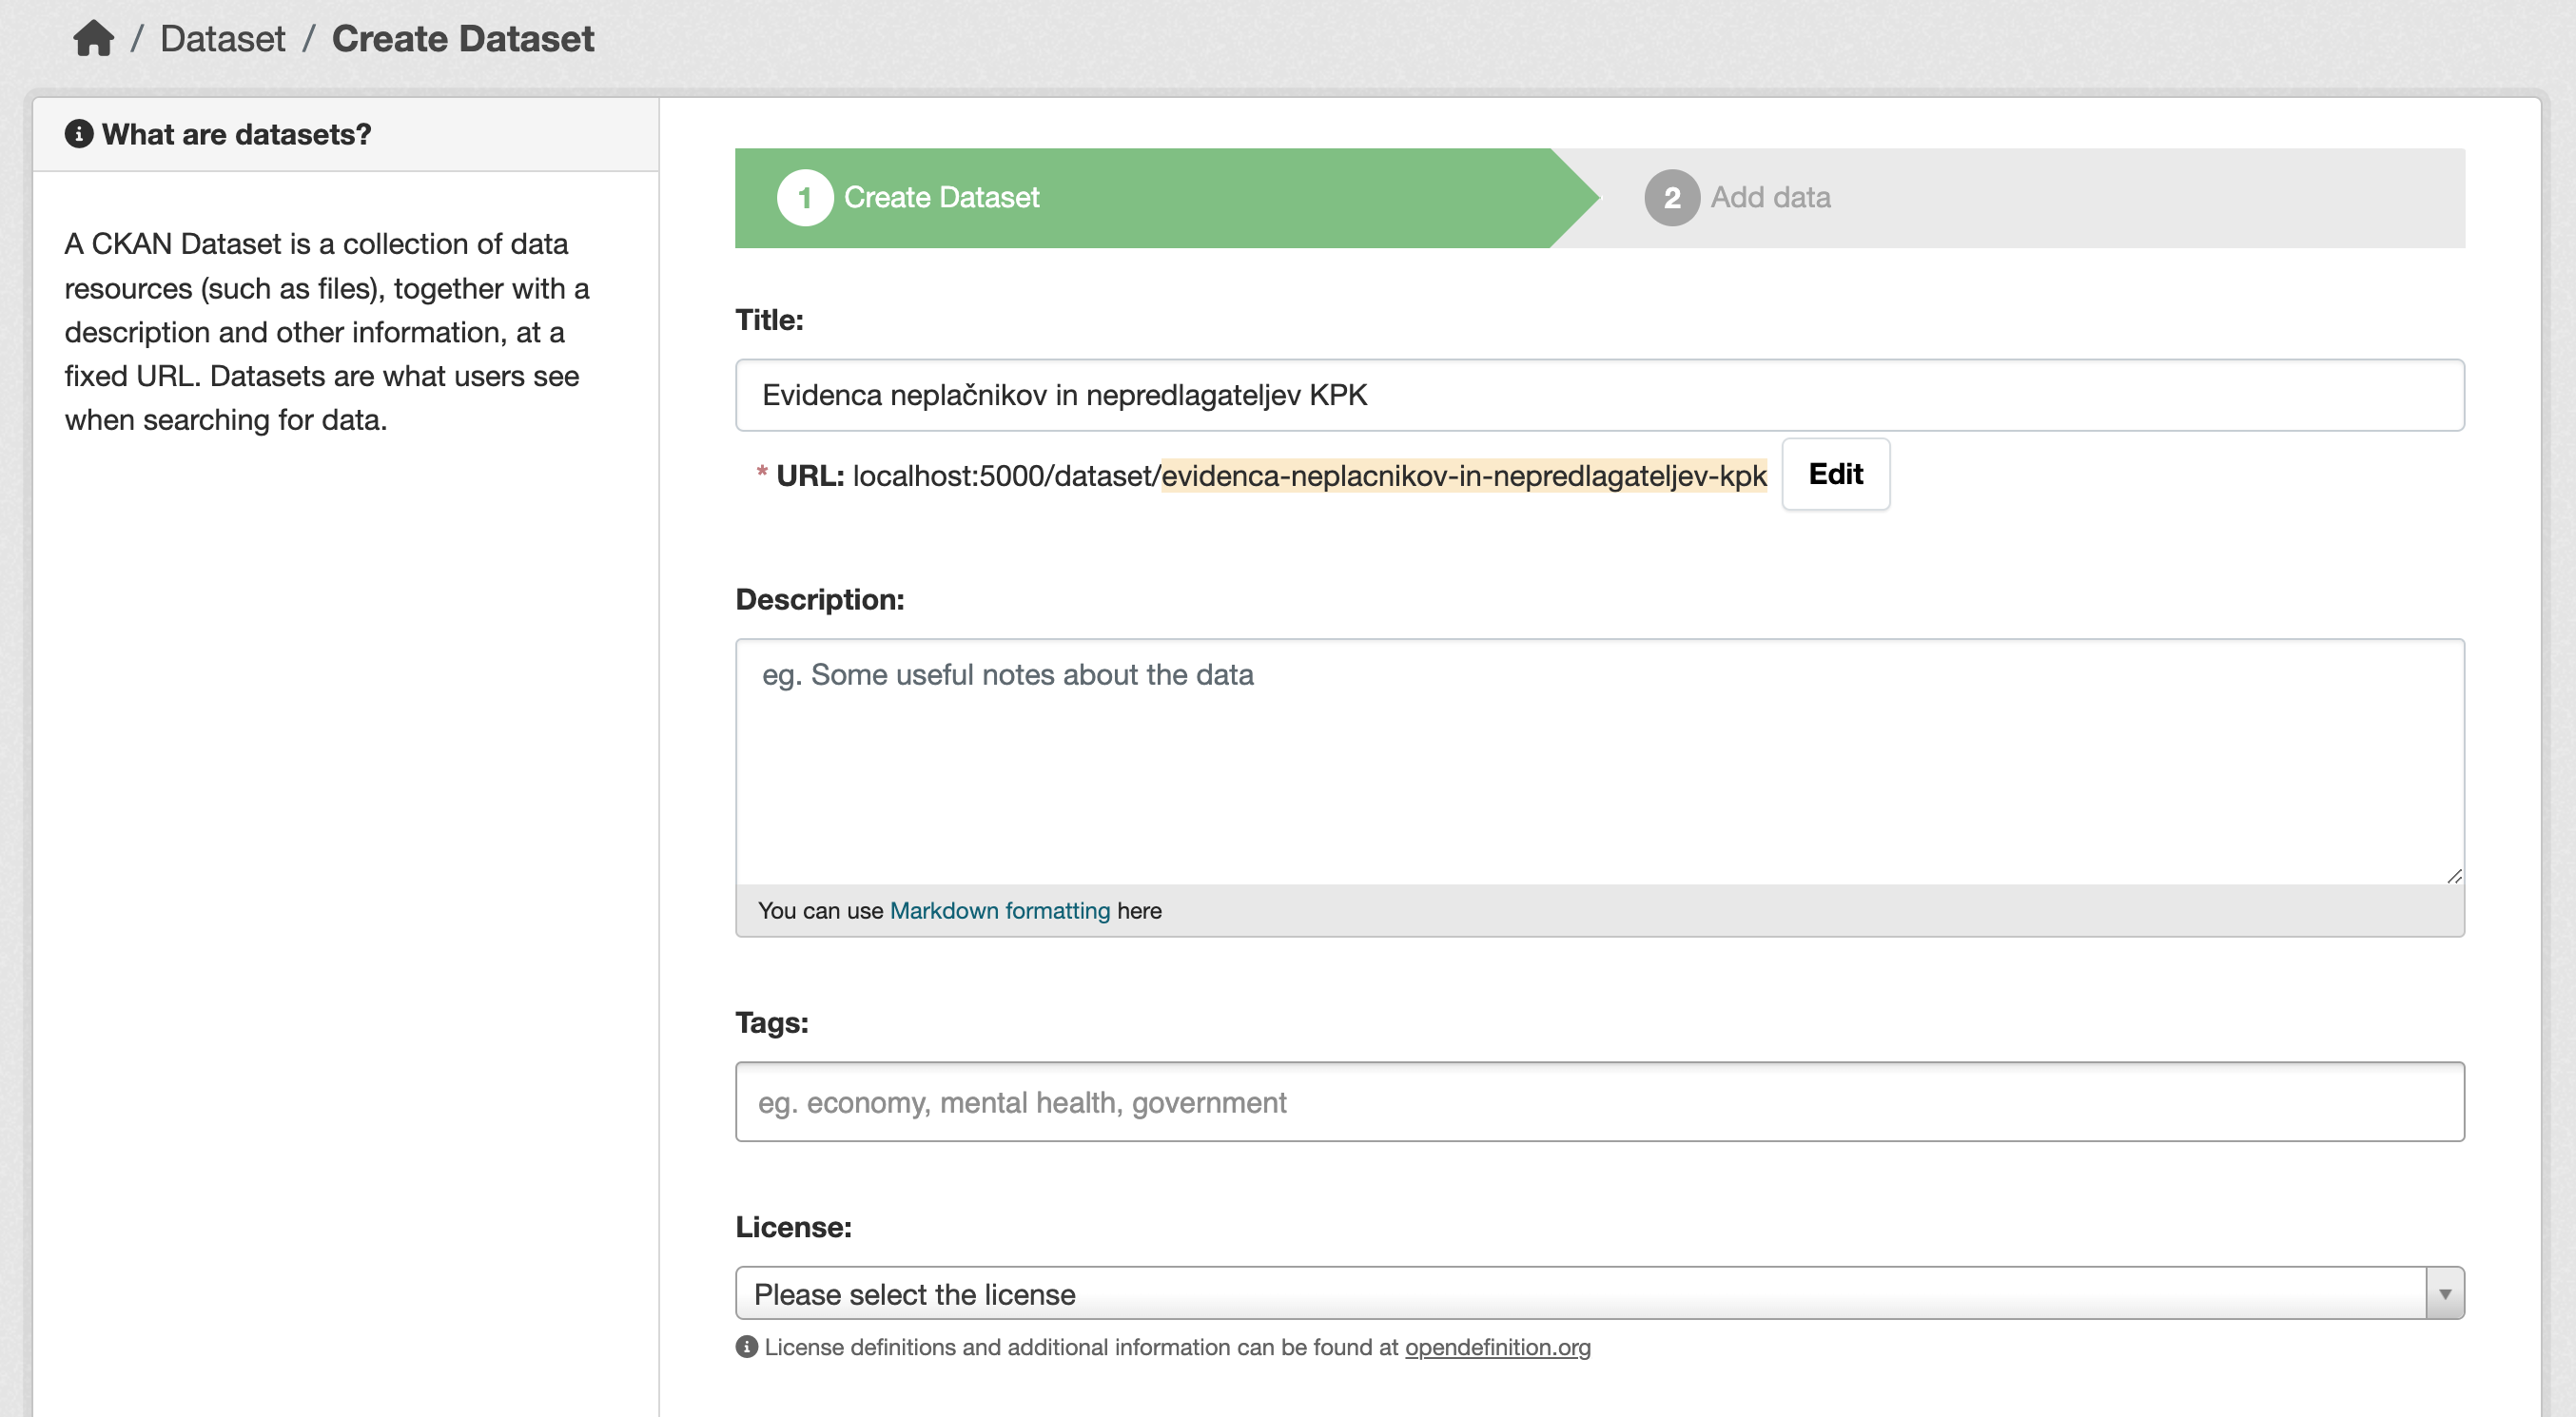 / Dataset / Create Dataset
What are datasets?
A CKAN Dataset is a collection of data
resources (such as files), together with a
description and other information, at a
fixed URL. Datasets are what users see
when searching for data.
1 Create Dataset
2 Add data
Title:
Evidenca neplačnikov in nepredlagateljev KPK
* URL: localhost:5000/dataset/evidenca-neplacnikov-in-nepredlagateljev-kpk Edit
Description:
eg. Some useful notes about the data
You can use Markdown formatting here
Tags:
eg. economy, mental health, government
License:
Please select the license
License definitions and additional information can be found at opendefinition.org